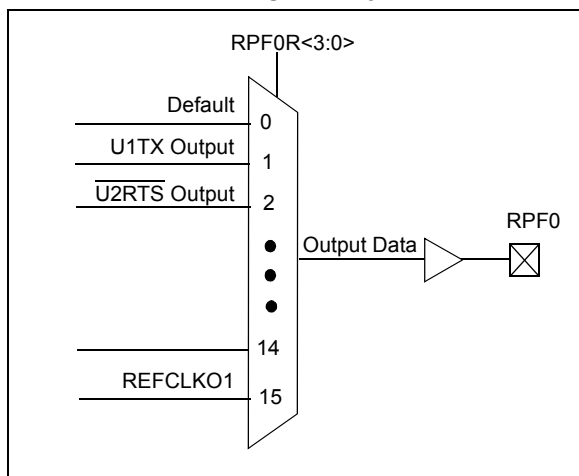 RPF0R<3:0>
Default
0
U1TX Output
1
U2RTS Output
2
RPF0
Output Data
14
REFCLKO1
15